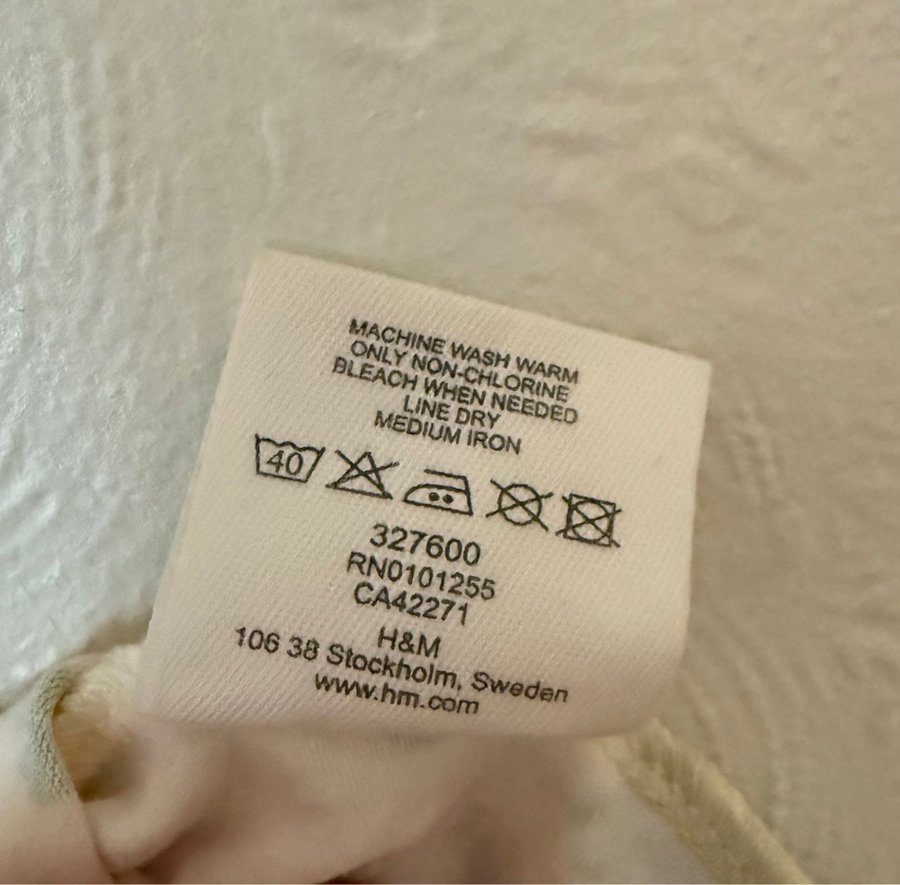 MACHINE WASH WARM
ONLY NON-CHLORINE
BLEACH WHEN NEEDED
LINE DRY
MEDIUM IRON
40
327600
RN0101255
CA42271
H&M
106 38 Stockholm, Sweden
www.hm.com